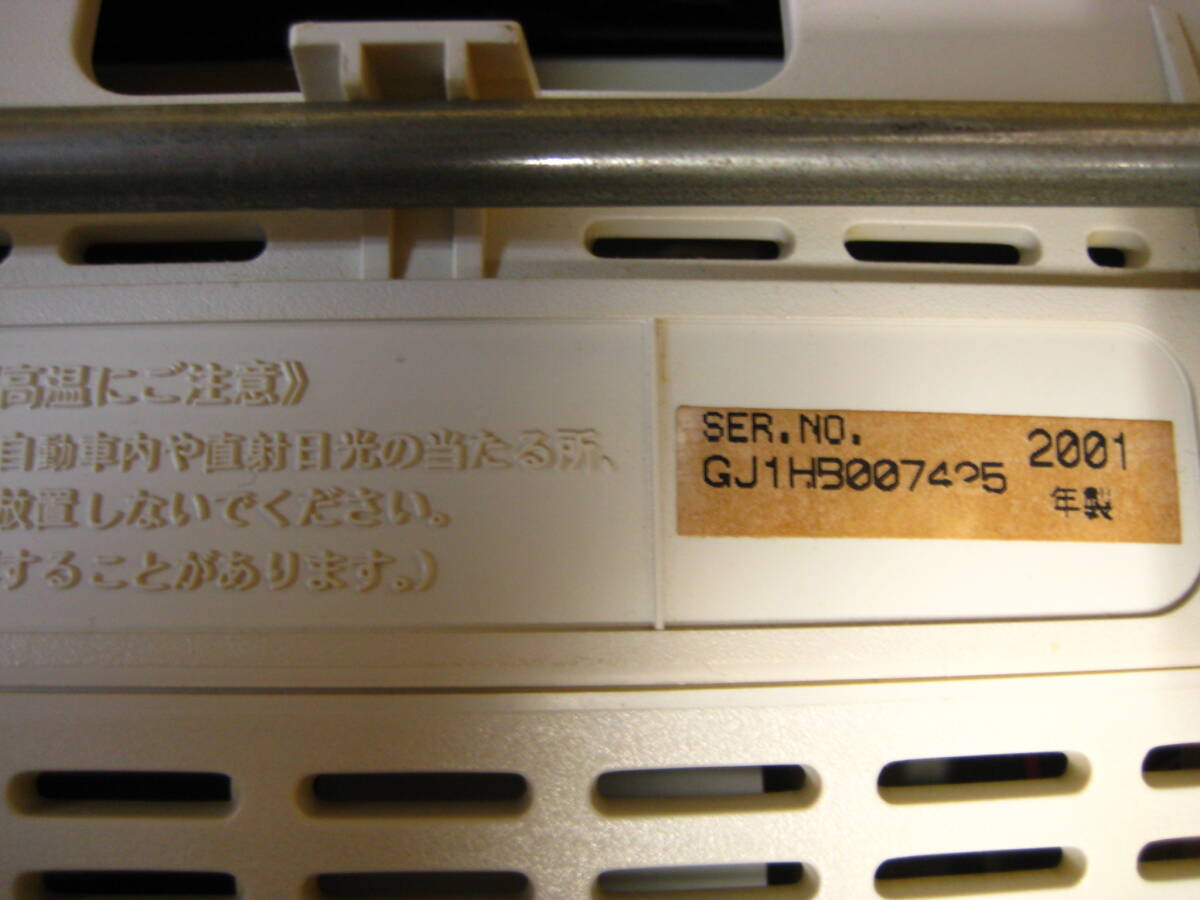 高温にご注意》
自動車内や直射日光の当たる所、
放置しないでください。
することがあります。)
SER.NO.
GJ1HB007425
2001
年製